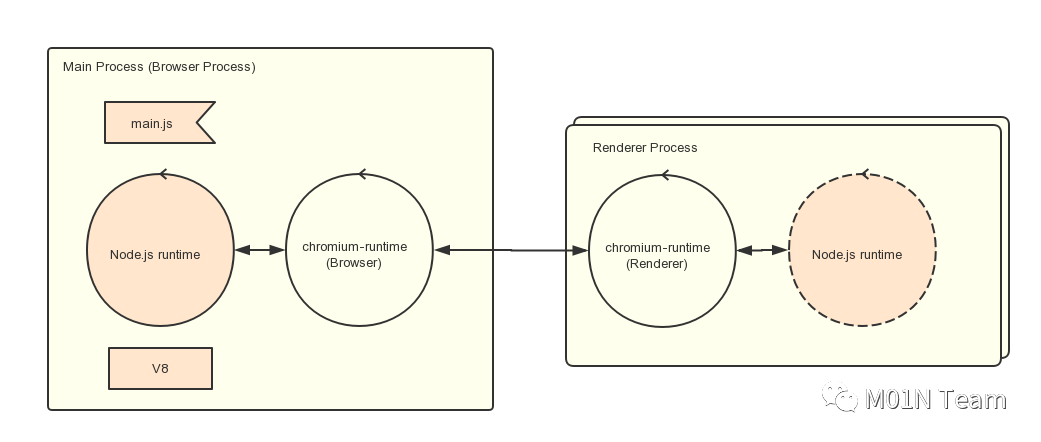 Main Process (Browser Process)
main.js
Node.js runtime
chromium-runtime
(Browser)
V8
Renderer Process
chromium-runtime
(Renderer)
Node.js runtime
M01N Team